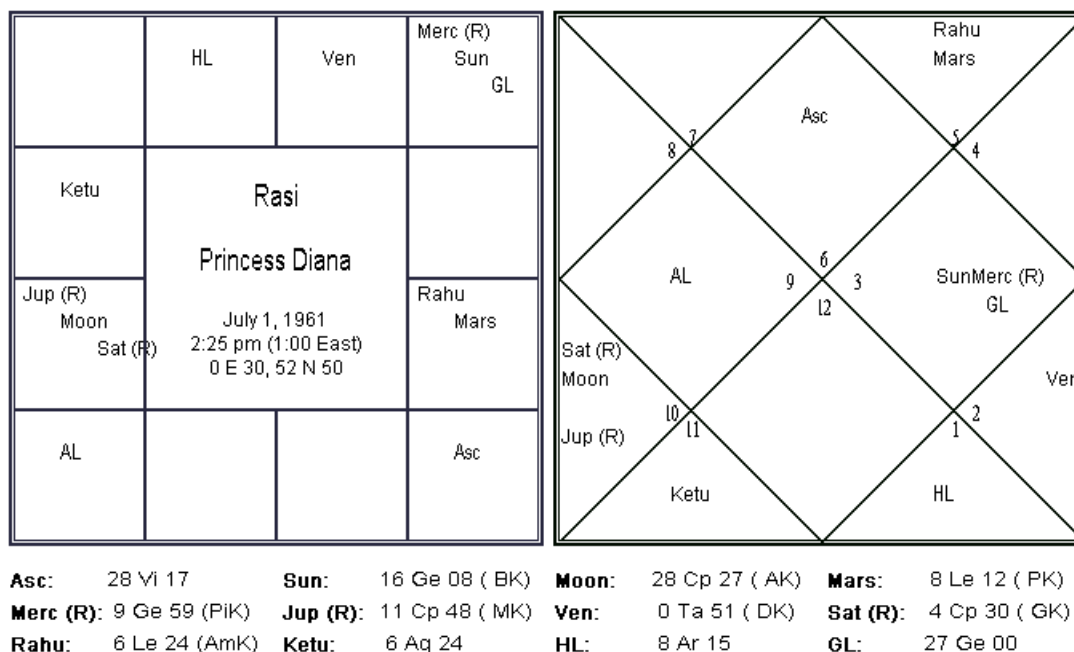 HL
Ven
Merc (R)
Sun
GL
Ketu
Rasi
Princess Diana
July 1, 1961
2:25 pm (1:00 East)
0 E 30, 52 N 50
Jup (R)
Moon
Sat (R)
Rahu
Mars
AL
Asc
Rahu
Mars
Asc
7
5
8
4
6
AL
9
3
SunMerc (R)
12
GL
Sat (R)
Moon
Ven
10
2
11
1
Jup (R)
Ketu
HL
Asc: 28 Vi 17 Sun: 16 Ge 08 ( BK) Moon: 28 Cp 27 ( AK) Mars: 8 Le 12 ( PK)
Merc (R): 9 Ge 59 (PiK) Jup (R): 11 Cp 48 ( MK) Ven: 0 Ta 51 ( DK) Sat (R): 4 Cp 30 ( GK)
Rahu: 6 Le 24 (AmK) Ketu: 6 Aq 24 HL: 8 Ar 15 GL: 27 Ge 00